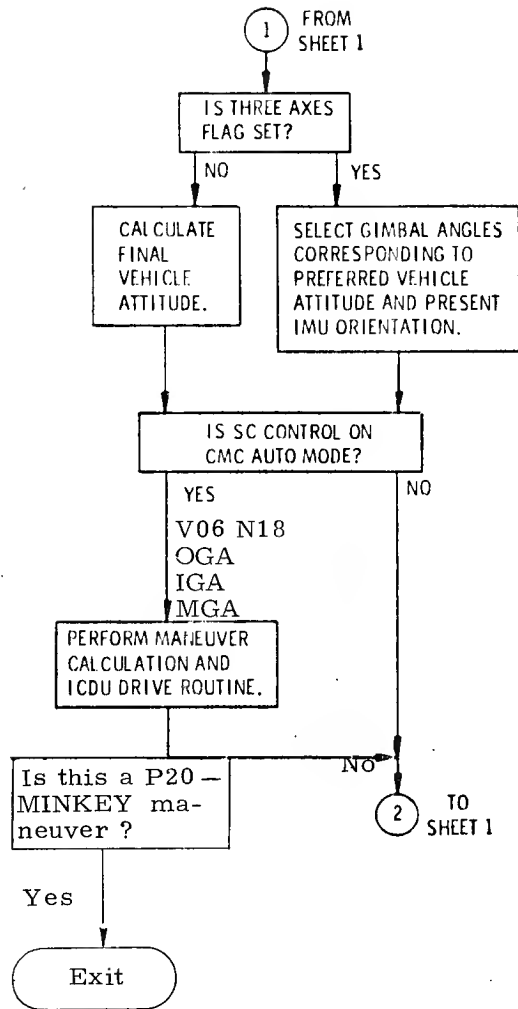 1
FROM
SHEET 1
IS THREE AXES
FLAG SET?
NO
YES
CALCULATE
FINAL
VEHICLE
ATTITUDE.
SELECT GIMBAL ANGLES
CORRESPONDING TO
PREFERRED VEHICLE
ATTITUDE AND PRESENT
IMU ORIENTATION.
IS SC CONTROL ON
CMC AUTO MODE?
YES
NO
V06 N18
OGA
IGA
MGA
PERFORM MANEUVER
CALCULATION AND
ICDU DRIVE ROUTINE.
No
Is this a P20 —
MINKEY ma-
neuver ?
2
TO
SHEET 1
Yes
Exit